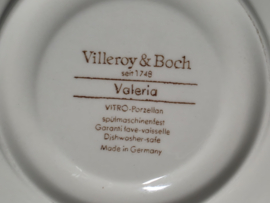 Villeroy & Boch
seit 1748
Valeria
VITRO-Porzellan
spülmaschinenfest
Garanti lave-vaisselle
Dishwasher-safe
Made in Germany